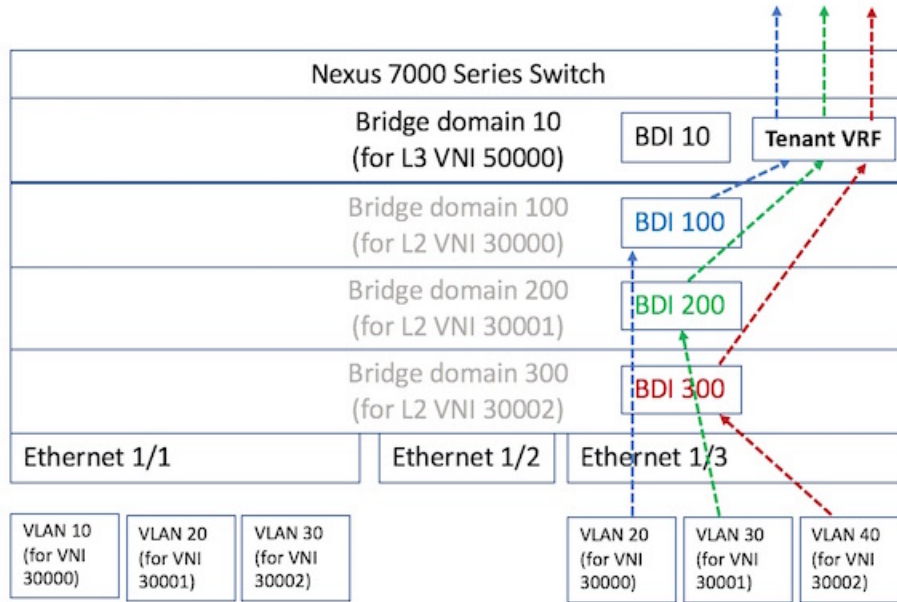 Nexus 7000 Series Switch
Bridge domain 10
(for L3 VNI 50000)
BDI 10
Tenant VRF
Bridge domain 100
(for L2 VNI 30000)
BDI 100
Bridge domain 200
(for L2 VNI 30001)
BDI 200
Bridge domain 300
(for L2 VNI 30002)
BDI 300
Ethernet 1/1
Ethernet 1/2
Ethernet 1/3
VLAN 10
(for VNI
30000)
VLAN 20
(for VNI
30001)
VLAN 30
(for VNI
30002)
VLAN 20
(for VNI
30000)
VLAN 30
(for VNI
30001)
VLAN 40
(for VNI
30002)